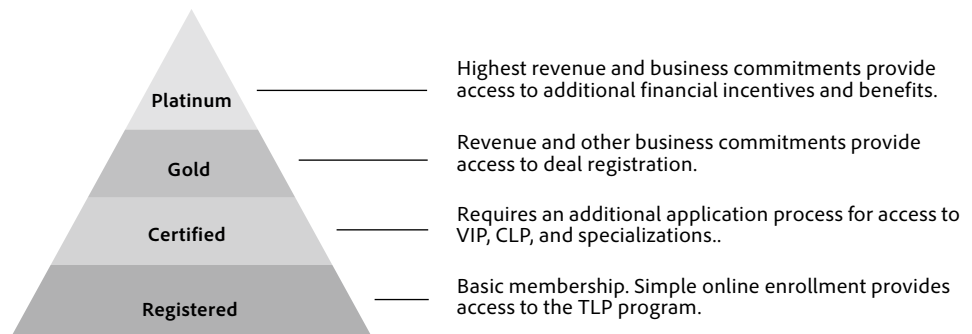 Platinum
Highest revenue and business commitments provide
access to additional financial incentives and benefits.
Gold
Revenue and other business commitments provide
access to deal registration.
Certified
Requires an additional application process for access to
VIP, CLP, and specializations..
Registered
Basic membership. Simple online enrollment provides
access to the TLP program.